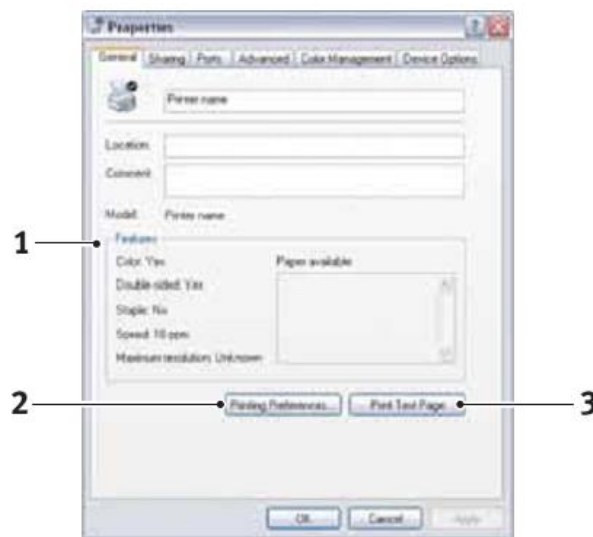 Properties
General Sharing Ports Advanced Color Management Device Options
Printer name
Location:
Comment:
Model: Printer name
1
Features
Color: Yes Paper available
Double-sided: Yes
Staple: No
Speed: 10 ppm
Maximum resolution: Unknown
2 Printing Preferences... Print Test Page 3
OK Cancel Apply